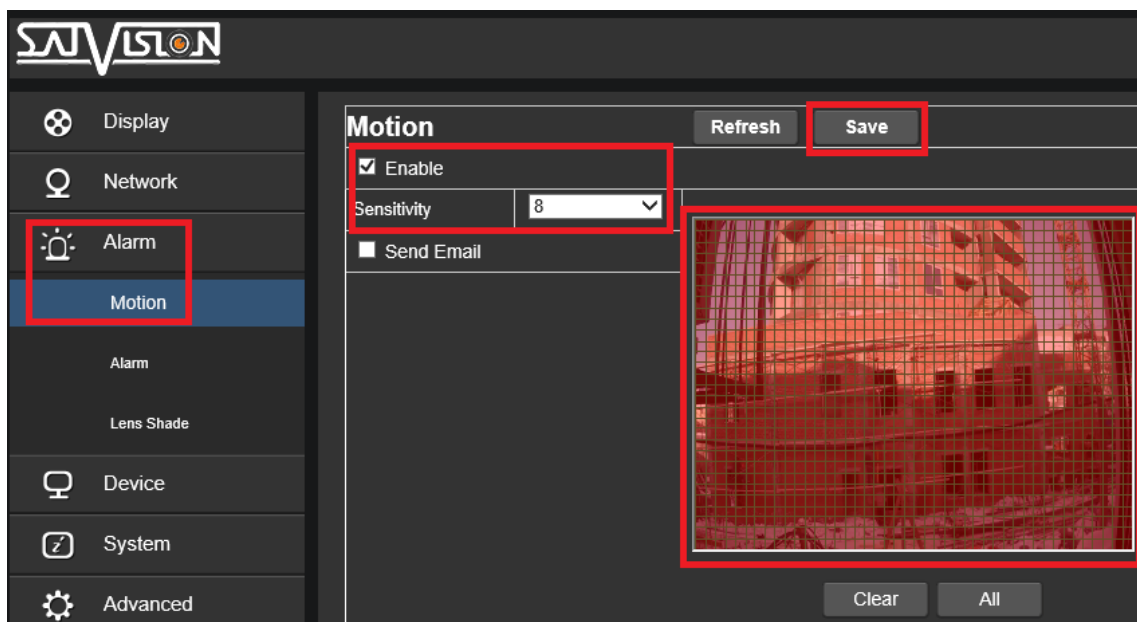 SATVISION
Display
Network
Alarm
Motion
Alarm
Lens Shade
Device
System
Advanced
Motion Refresh Save
Enable
Sensitivity 8
Send Email
Clear All